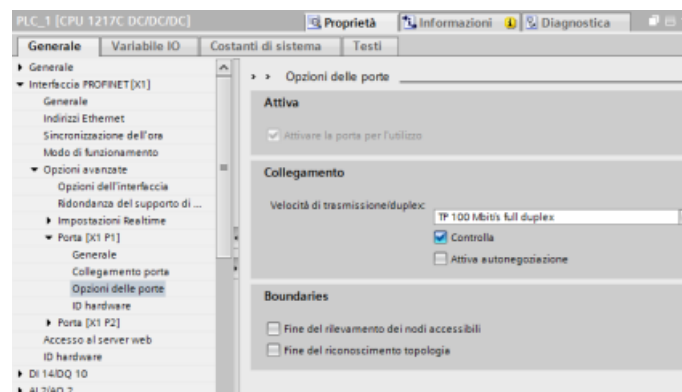 PLC_1 [CPU 1217C DC/DC/DC]
Proprietà
Informazioni
Diagnostica
Generale
Variabile IO
Costanti di sistema
Testi
Generale
Interfaccia PROFINET [X1]
Generale
Indirizzi Ethernet
Sincronizzazione dell'ora
Modo di funzionamento
Opzioni avanzate
Opzioni dell'interfaccia
Ridondanza del supporto di ...
Impostazioni Realtime
Porta [X1 P1]
Generale
Collegamento porta
Opzioni delle porte
ID hardware
Porta [X1 P2]
Accesso al server web
ID hardware
DI 14/DQ 10
AI 2/AQ 2
> > Opzioni delle porte
Attiva
Attivare la porta per l'utilizzo
Collegamento
Velocità di trasmissione/duplex:
TP 100 Mbit/s full duplex
Controlla
Attiva autonegoziazione
Boundaries
Fine del rilevamento dei nodi accessibili
Fine del riconoscimento topologia